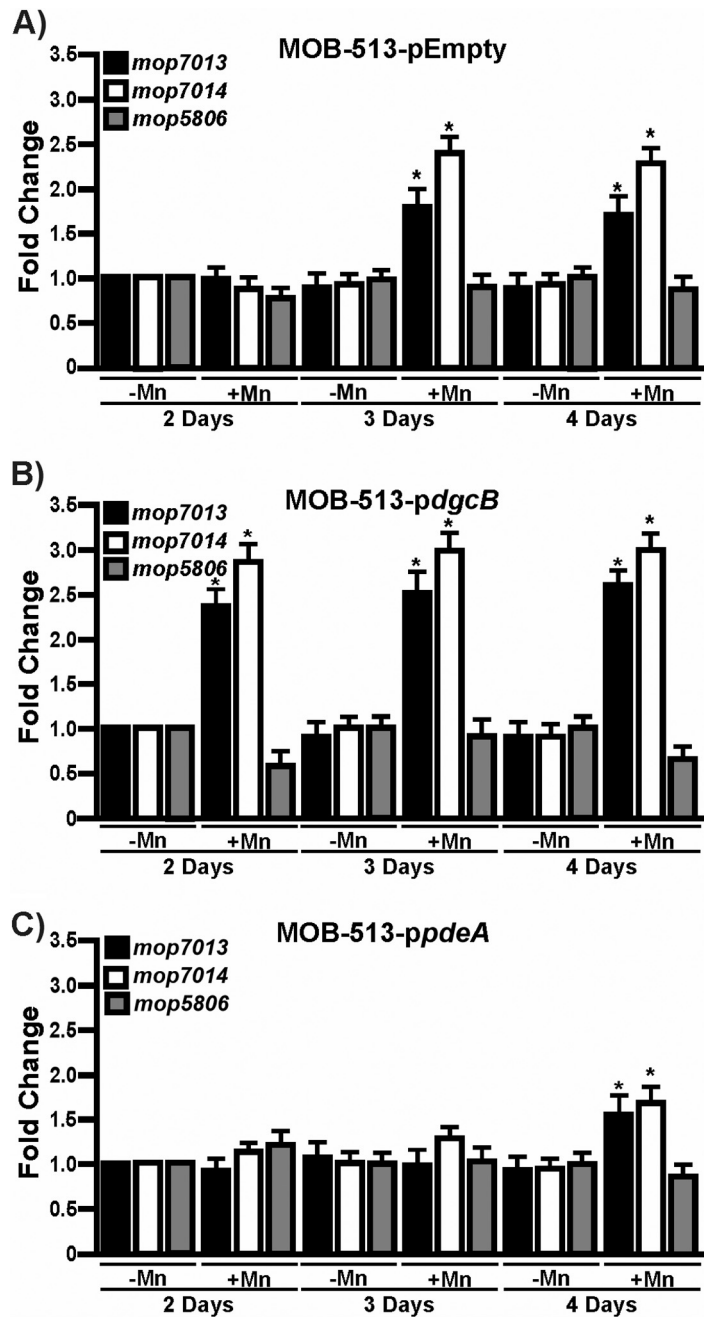 A)
MOB-513-pEmpty
mop7013
mop7014
mop5806
Fold Change
3.5
3.0
2.5
2.0
1.5
1.0
0.5
0
* * * *
-Mn +Mn -Mn +Mn -Mn +Mn
2 Days 3 Days 4 Days
B)
MOB-513-pdgcB
mop7013
mop7014
mop5806
Fold Change
3.5
3.0
2.5
2.0
1.5
1.0
0.5
0
* * * * * *
-Mn +Mn -Mn +Mn -Mn +Mn
2 Days 3 Days 4 Days
C)
MOB-513-ppdeA
mop7013
mop7014
mop5806
Fold Change
3.5
3.0
2.5
2.0
1.5
1.0
0.5
0
* *
-Mn +Mn -Mn +Mn -Mn +Mn
2 Days 3 Days 4 Days